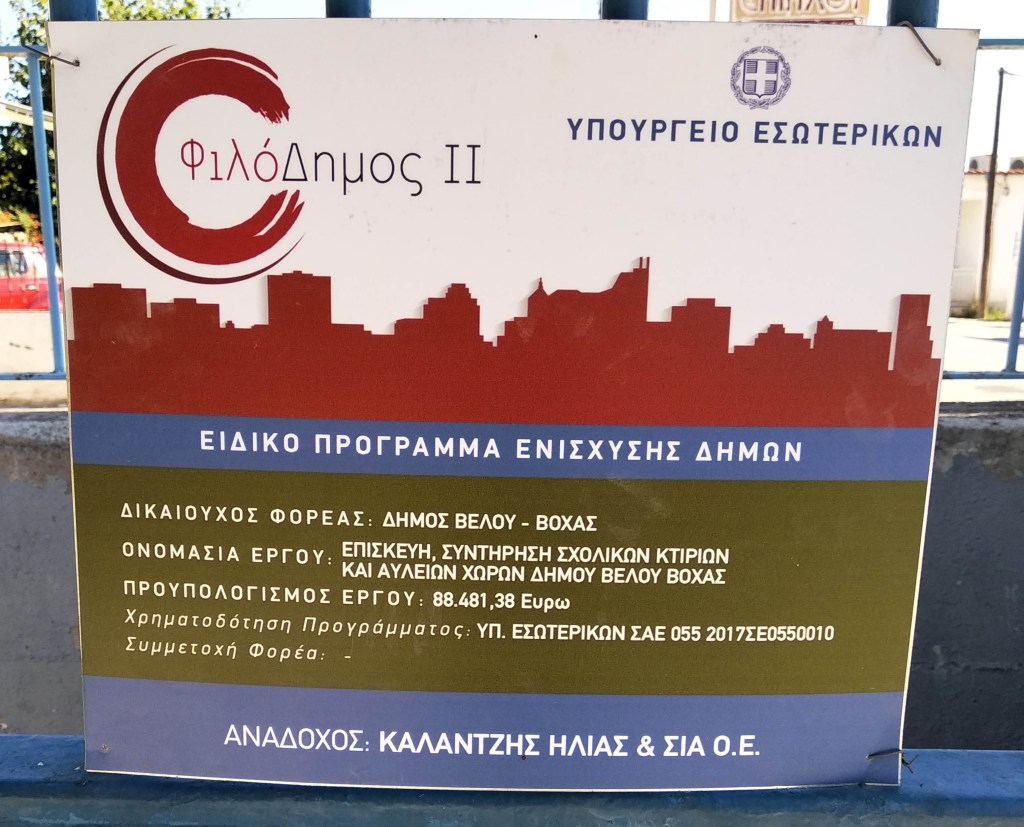 ΦιλόΔημος ΙΙ
ΥΠΟΥΡΓΕΙΟ ΕΣΩΤΕΡΙΚΩΝ
ΕΙΔΙΚΟ ΠΡΟΓΡΑΜΜΑ ΕΝΙΣΧΥΣΗΣ ΔΗΜΩΝ
ΔΙΚΑΙΟΥΧΟΣ ΦΟΡΕΑΣ: ΔΗΜΟΣ ΒΕΛΟΥ - ΒΟΧΑΣ
ΟΝΟΜΑΣΙΑ ΕΡΓΟΥ: ΕΠΙΣΚΕΥΗ, ΣΥΝΤΗΡΗΣΗ ΣΧΟΛΙΚΩΝ ΚΤΙΡΙΩΝ
ΚΑΙ ΑΥΛΕΙΩΝ ΧΩΡΩΝ ΔΗΜΟΥ ΒΕΛΟΥ ΒΟΧΑΣ
ΠΡΟΥΠΟΛΟΓΙΣΜΟΣ ΕΡΓΟΥ: 88.481,38 Ευρω
Χρηματοδότηση Προγράμματος: ΥΠ. ΕΣΩΤΕΡΙΚΩΝ ΣΑΕ 055 2017ΣΕ0550010
Συμμετοχή Φορέα: -
ΑΝΑΔΟΧΟΣ: ΚΑΛΑΝΤΖΗΣ ΗΛΙΑΣ & ΣΙΑ Ο.Ε.